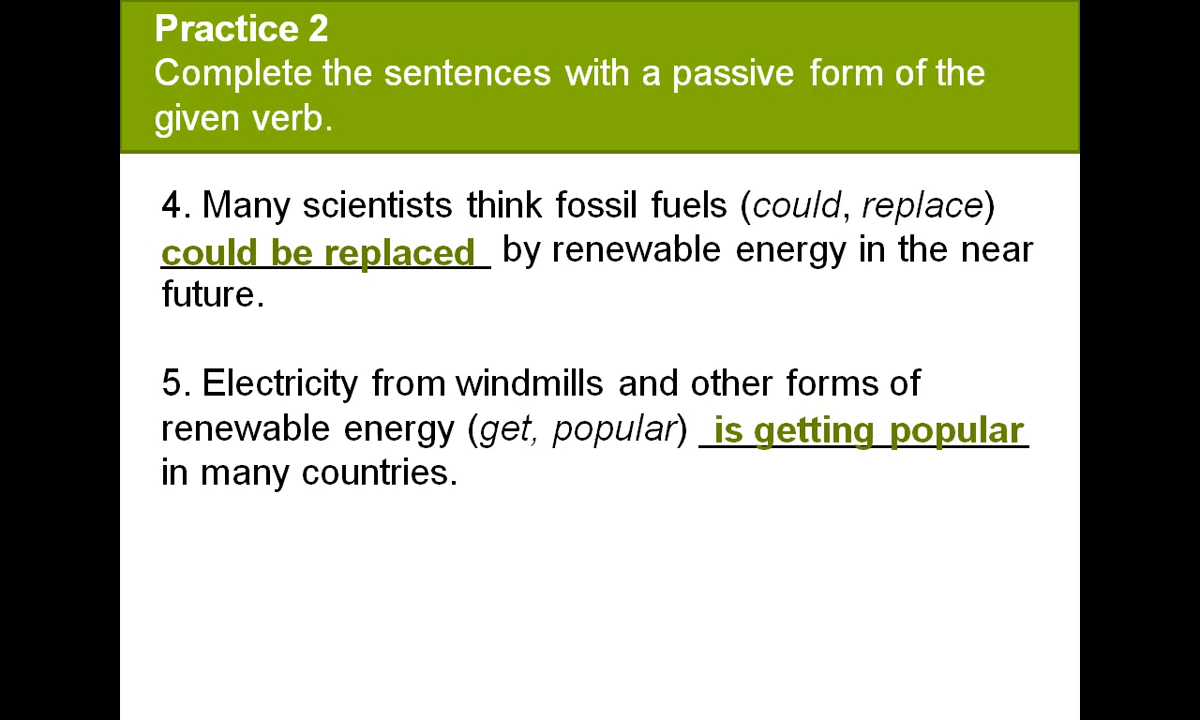 Practice 2
Complete the sentences with a passive form of the
given verb.
4. Many scientists think fossil fuels (could, replace)
could be replaced by renewable energy in the near
future.
5. Electricity from windmills and other forms of
renewable energy (get, popular) is getting popular
in many countries.